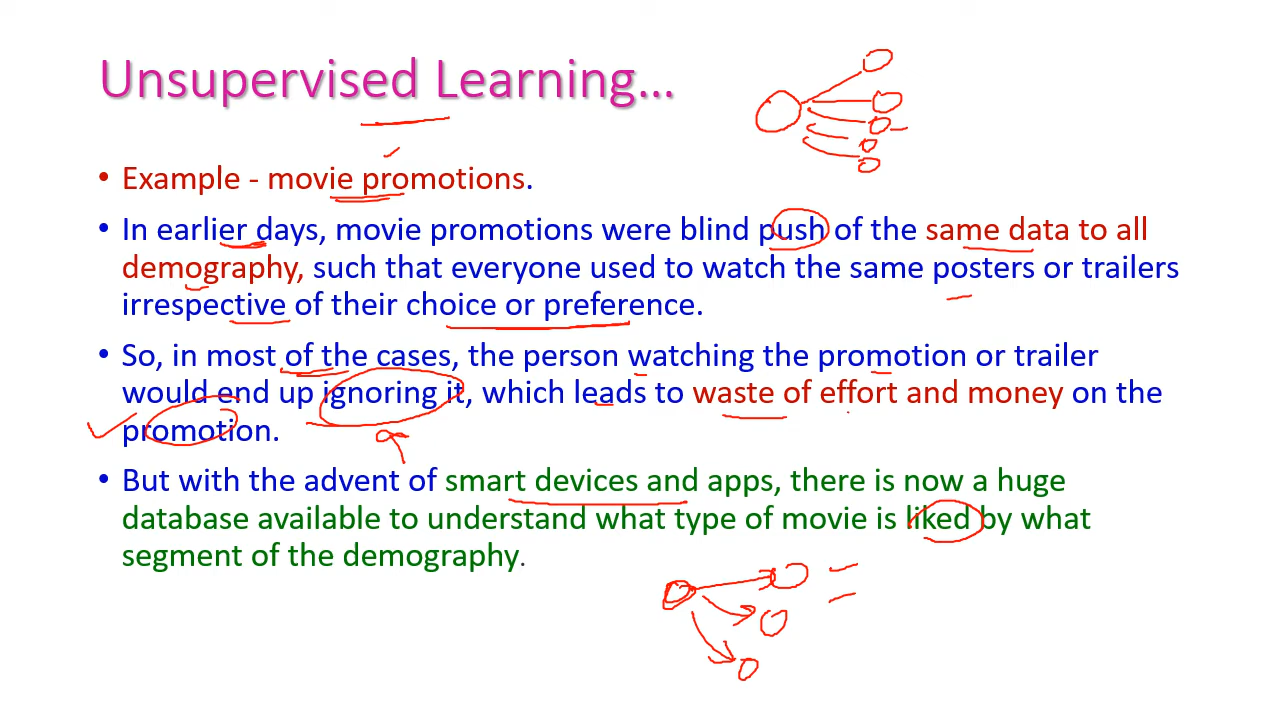 Unsupervised Learning...
• Example - movie promotions.
• In earlier days, movie promotions were blind push of the same data to all
demography, such that everyone used to watch the same posters or trailers
irrespective of their choice or preference.
• So, in most of the cases, the person watching the promotion or trailer
would end up ignoring it, which leads to waste of effort and money on the
promotion.
• But with the advent of smart devices and apps, there is now a huge
database available to understand what type of movie is liked by what
segment of the demography.